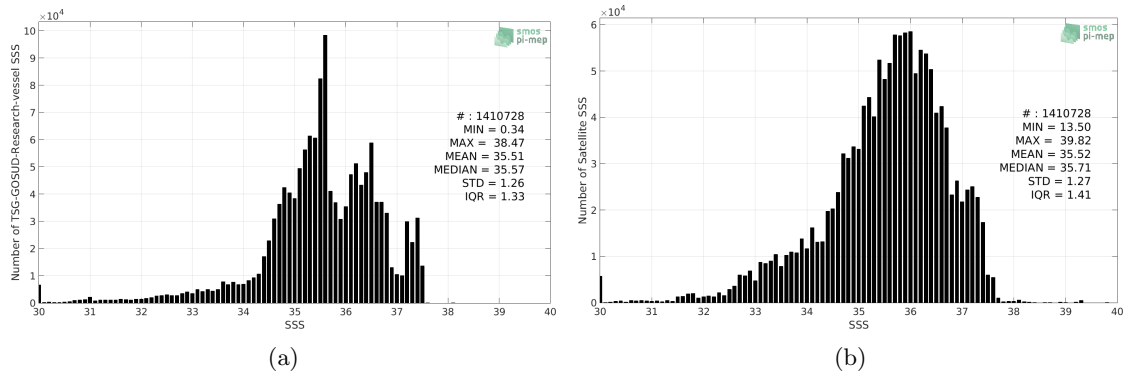 ×10⁴
smos
pi-mep
Number of TSG-GOSUD-Research-vessel SSS
10
9
8
7
6
5
4
3
2
1
0
# : 1410728
MIN = 0.34
MAX = 38.47
MEAN = 35.51
MEDIAN = 35.57
STD = 1.26
IQR = 1.33
30 31 32 33 34 35 36 37 38 39 40
SSS
(a)
×10⁴
smos
pi-mep
Number of Satellite SSS
6
5
4
3
2
1
0
# : 1410728
MIN = 13.50
MAX = 39.82
MEAN = 35.52
MEDIAN = 35.71
STD = 1.27
IQR = 1.41
30 31 32 33 34 35 36 37 38 39 40
SSS
(b)